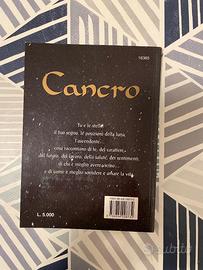 16365
Cancro
Tu e le stelle
il tuo segno, le posizioni della luna,
l'ascendente...
cosa raccontano di te, del carattere,
del futuro, del lavoro, della salute, dei sentimenti,
di chi è meglio
e di come è meglio sorridere e amare la vita.
L. 5.000
Subito